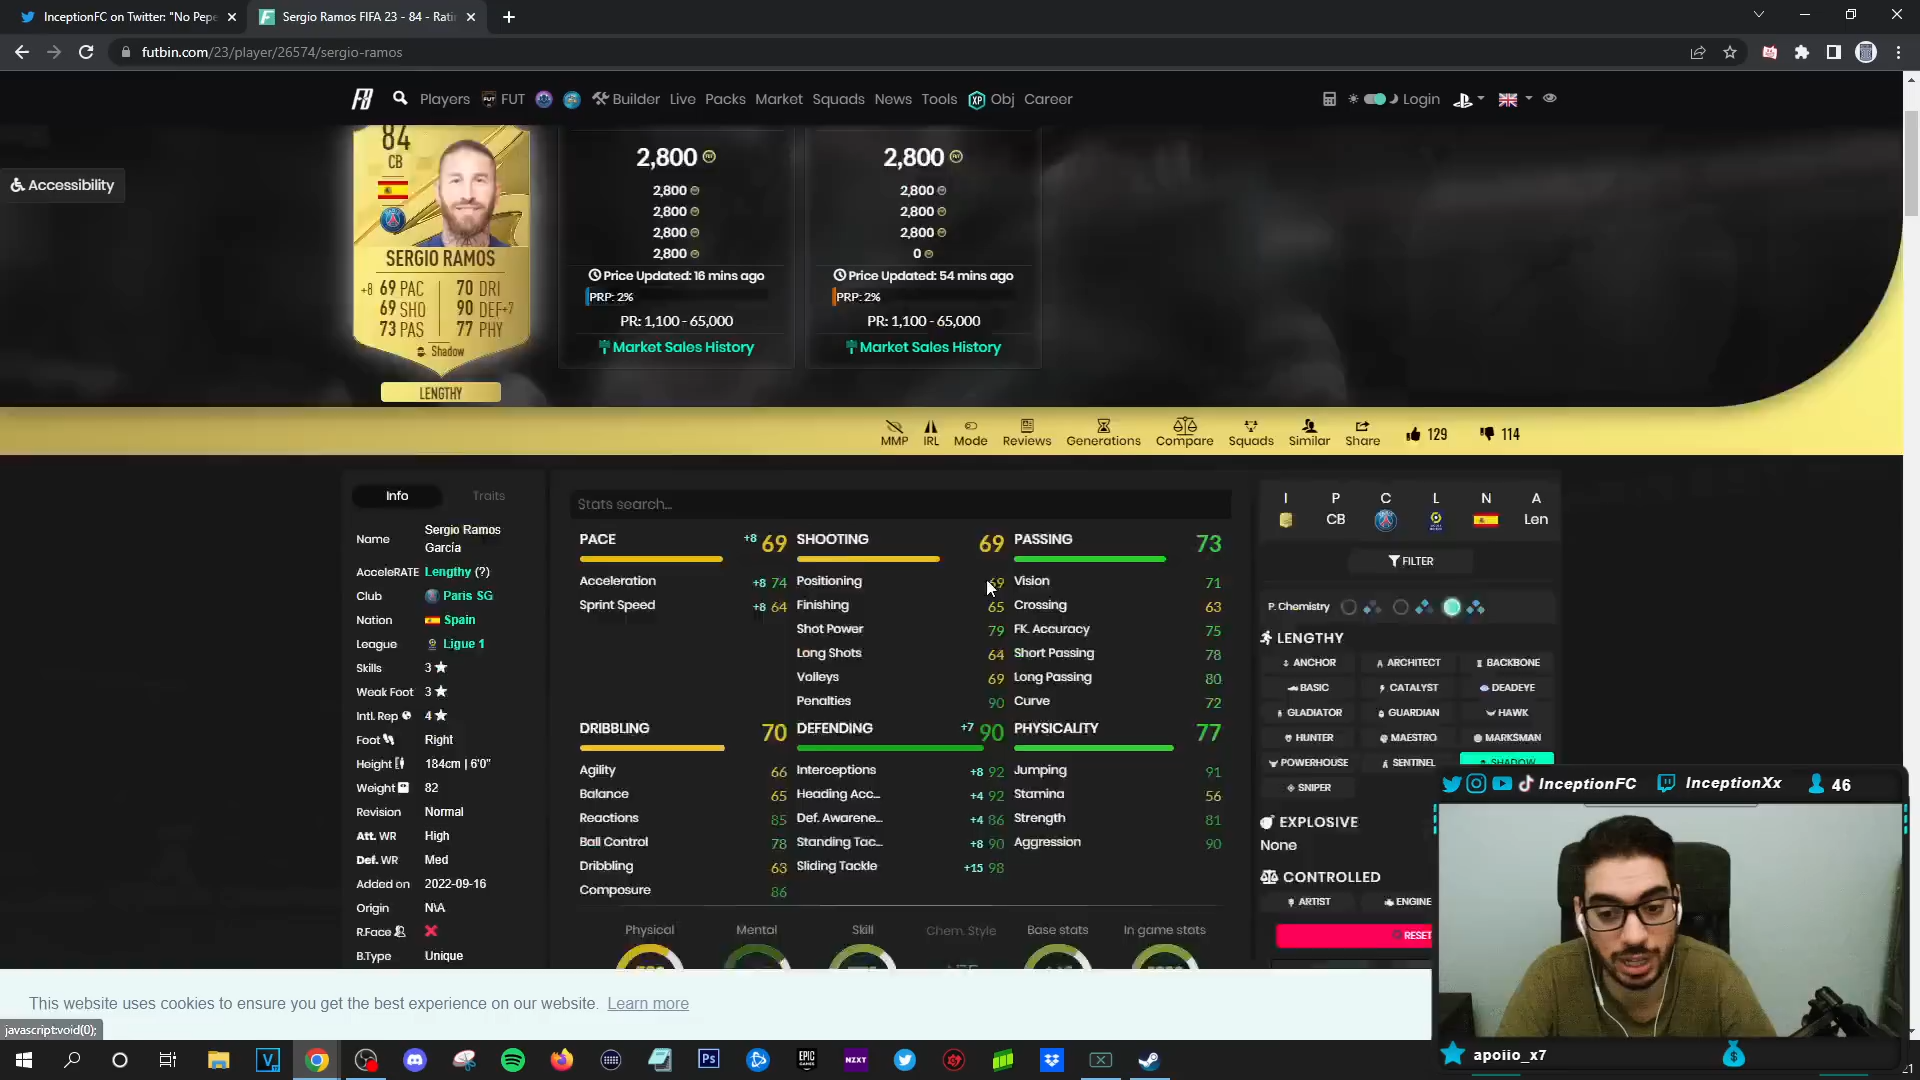 InceptionFC on Twitter: "No Pepe
Sergio Ramos FIFA 23 - 84 - Ratin
futbin.com/23/player/26574/sergio-ramos
Players FUT Builder Live Packs Market Squads News Tools XP Obj Career Login
Accessibility
84
CB
SERGIO RAMOS
+8 69 PAC 70 DRI
69 SHO 90 DEF+7
73 PAS 77 PHY
Shadow
LENGTHY
2,800
2,800
2,800
2,800
2,800
Price Updated: 16 mins ago
PRP: 2%
PR: 1,100 - 65,000
Market Sales History
2,800
2,800
2,800
2,800
0
Price Updated: 54 mins ago
PRP: 2%
PR: 1,100 - 65,000
Market Sales History
MMP IRL Mode Reviews Generations Compare Squads Similar Share 129 114
Info Traits
Name Sergio Ramos
García
AcceleRATE Lengthy (?)
Club Paris SG
Nation Spain
League Ligue 1
Skills 3
Weak Foot 3
Intl. Rep 4
Foot Right
Height 184cm | 6'0"
Weight 82
Revision Normal
Att. WR High
Def. WR Med
Added on 2022-09-16
Origin N\A
R.Face
B.Type Unique
Stats search...
PACE +8 69
Acceleration +8 74
Sprint Speed +8 64
SHOOTING 69
Positioning 69
Finishing 65
Shot Power 79
Long Shots 64
Volleys 69
Penalties 90
PASSING 73
Vision 71
Crossing 63
FK. Accuracy 75
Short Passing 78
Long Passing 80
Curve 72
DRIBBLING 70
Agility 66
Balance 65
Reactions 85
Ball Control 78
Dribbling 63
Composure 86
DEFENDING +7 90
Interceptions +8 92
Heading Acc... +4 92
Def. Awarene... +4 86
Standing Tac... +8 90
Sliding Tackle +15 98
PHYSICALITY 77
Jumping 91
Stamina 56
Strength 81
Aggression 90
Physical Mental Skill Chem. Style Base stats In game stats
I P C L N A
CB Len
FILTER
P. Chemistry
LENGTHY
ANCHOR ARCHITECT BACKBONE
BASIC CATALYST DEADEYE
GLADIATOR GUARDIAN HAWK
HUNTER MAESTRO MARKSMAN
POWERHOUSE SENTINEL SHADOW
SNIPER
EXPLOSIVE
None
CONTROLLED
ARTIST ENGINE
RESET
InceptionFC InceptionXx 46
This website uses cookies to ensure you get the best experience on our website. Learn more
javascript:void(0);
V
Ps
EPIC
GAMES
NZXT
apoiio_x7
21